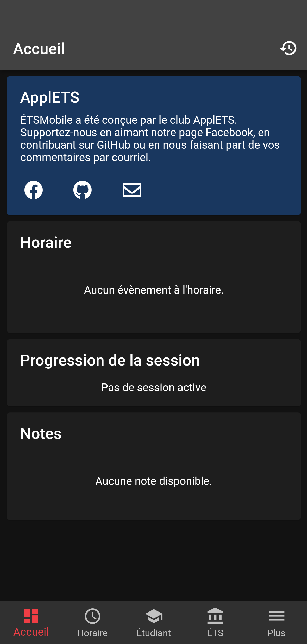 Accueil
ApplETS
ÉTSMobile a été conçue par le club ApplETS.
Supportez-nous en aimant notre page Facebook, en
contribuant sur GitHub ou en nous faisant part de vos
commentaires par courriel.
Horaire
Aucun évènement à l'horaire.
Progression de la session
Pas de session active
Notes
Aucune note disponible.
Accueil
Horaire
Étudiant
ÉTS
Plus